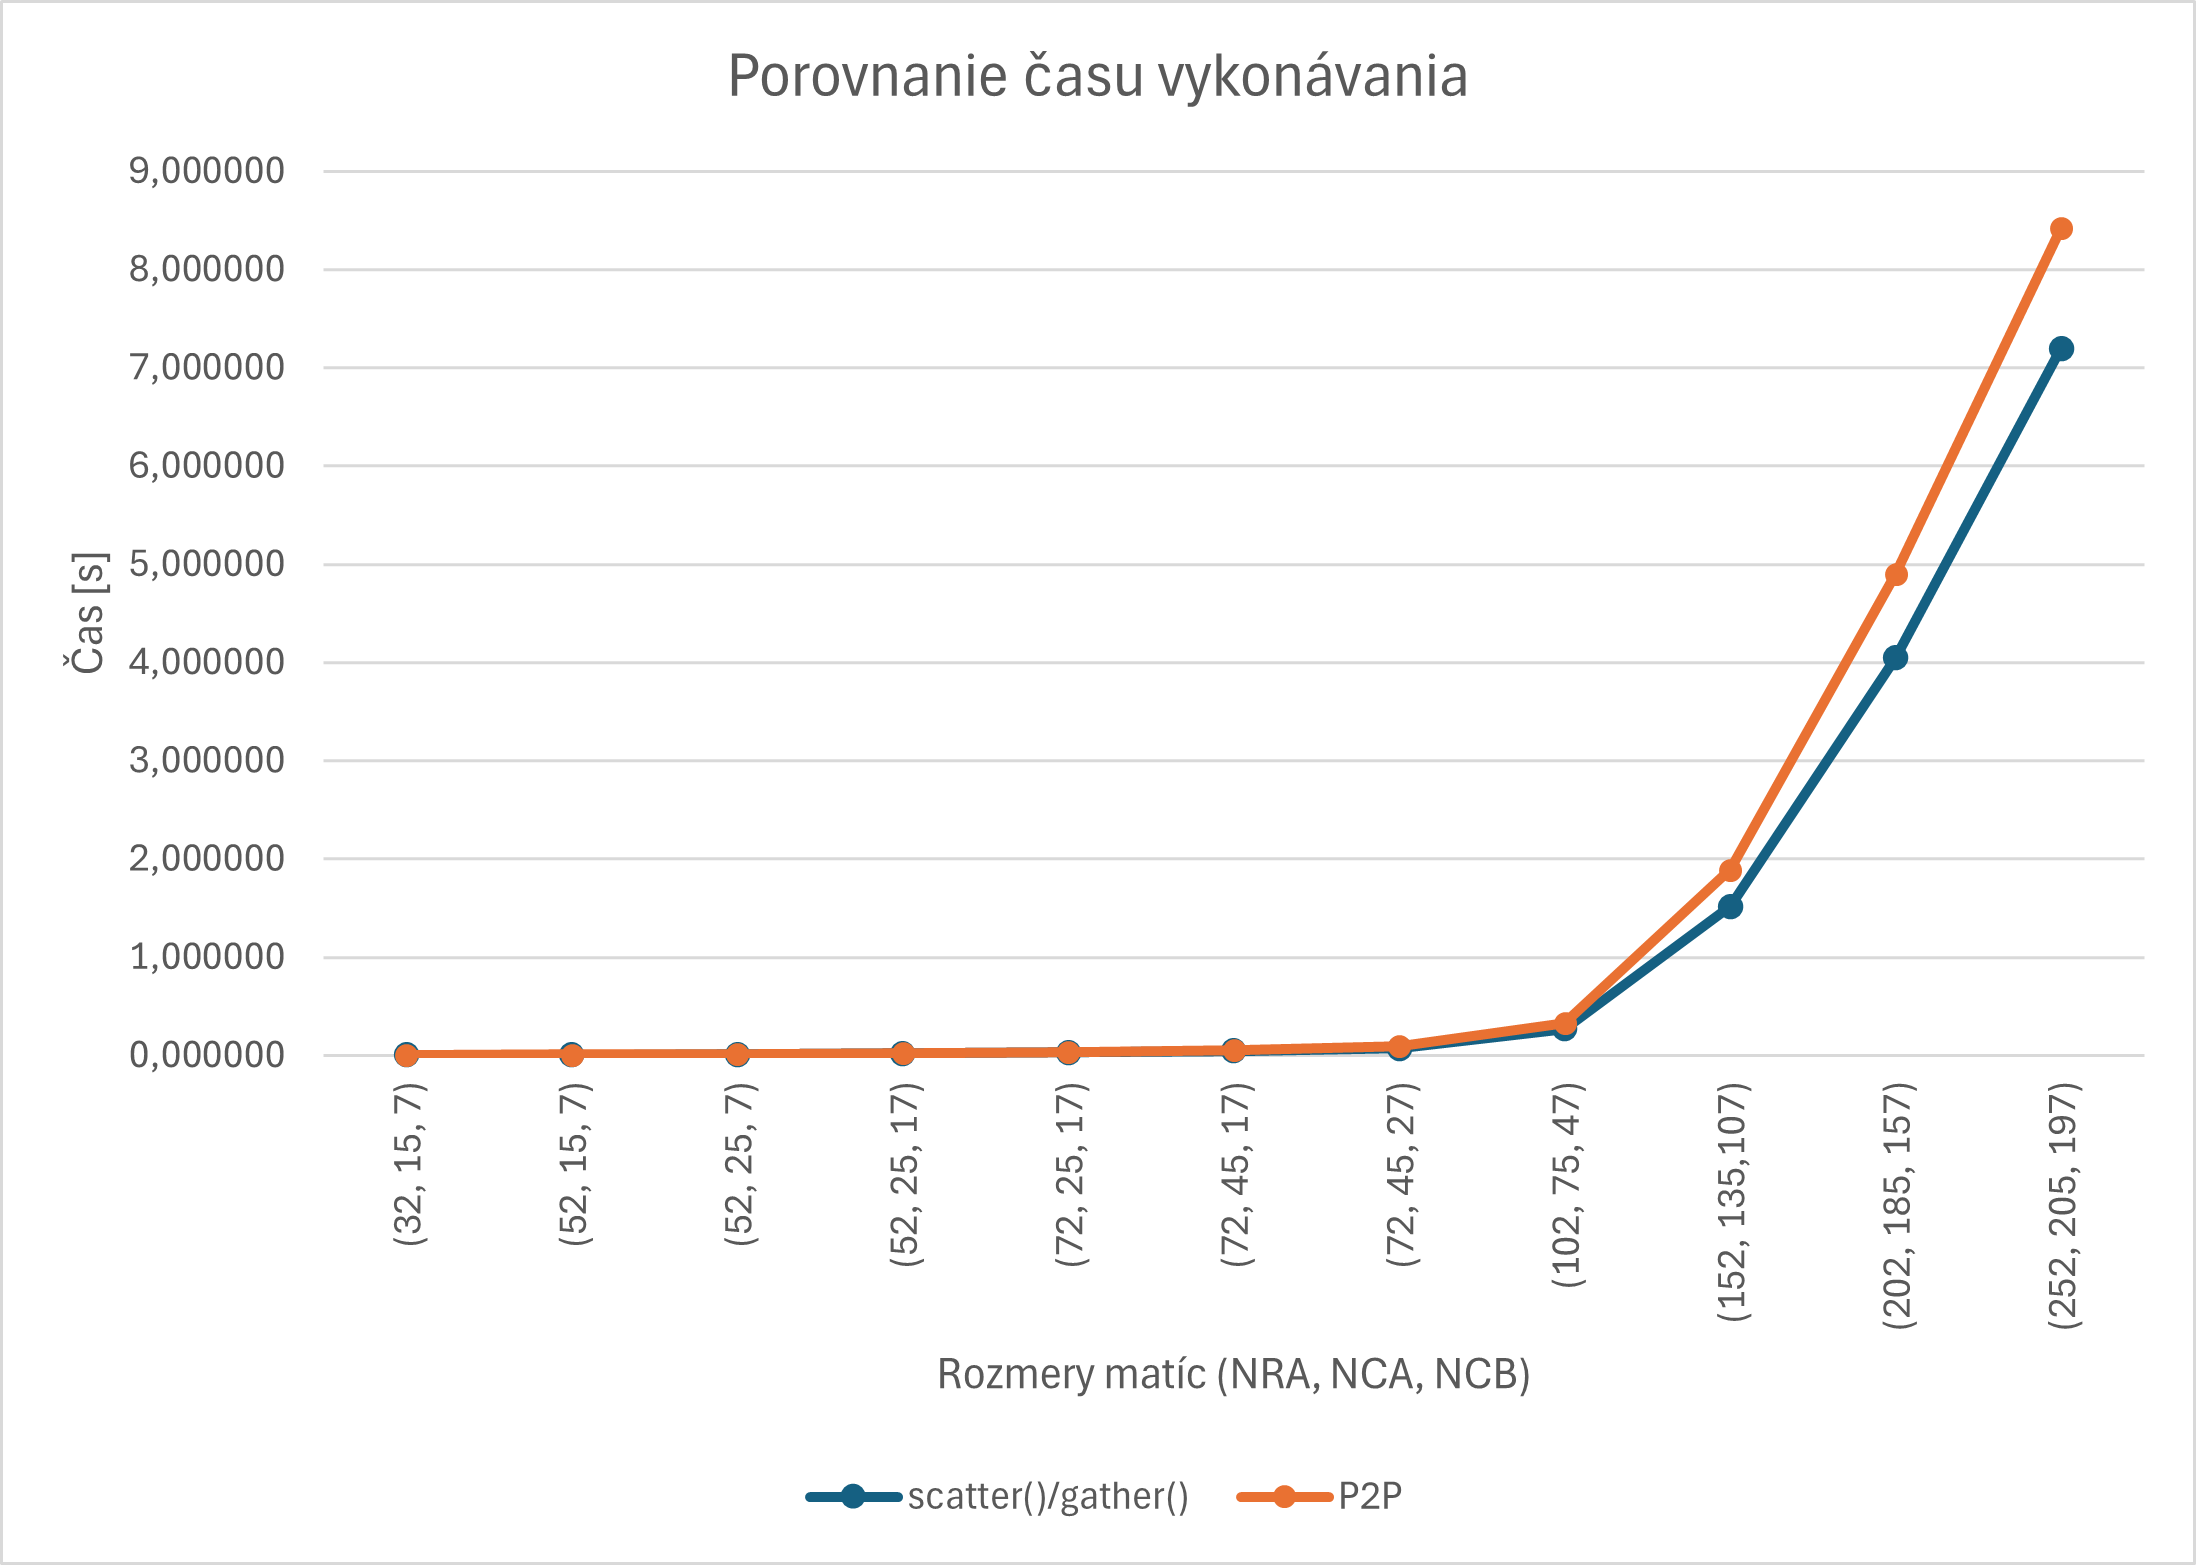 Porovnanie času vykonávania
9,000000
8,000000
7,000000
6,000000
5,000000
4,000000
3,000000
2,000000
1,000000
0,000000
Čas [s]
(32, 15, 7)
(52, 15, 7)
(52, 25, 7)
(52, 25, 17)
(72, 25, 17)
(72, 45, 17)
(72, 45, 27)
(102, 75, 47)
(152, 135,107)
(202, 185, 157)
(252, 205, 197)
Rozmery matíc (NRA, NCA, NCB)
scatter()/gather()
P2P